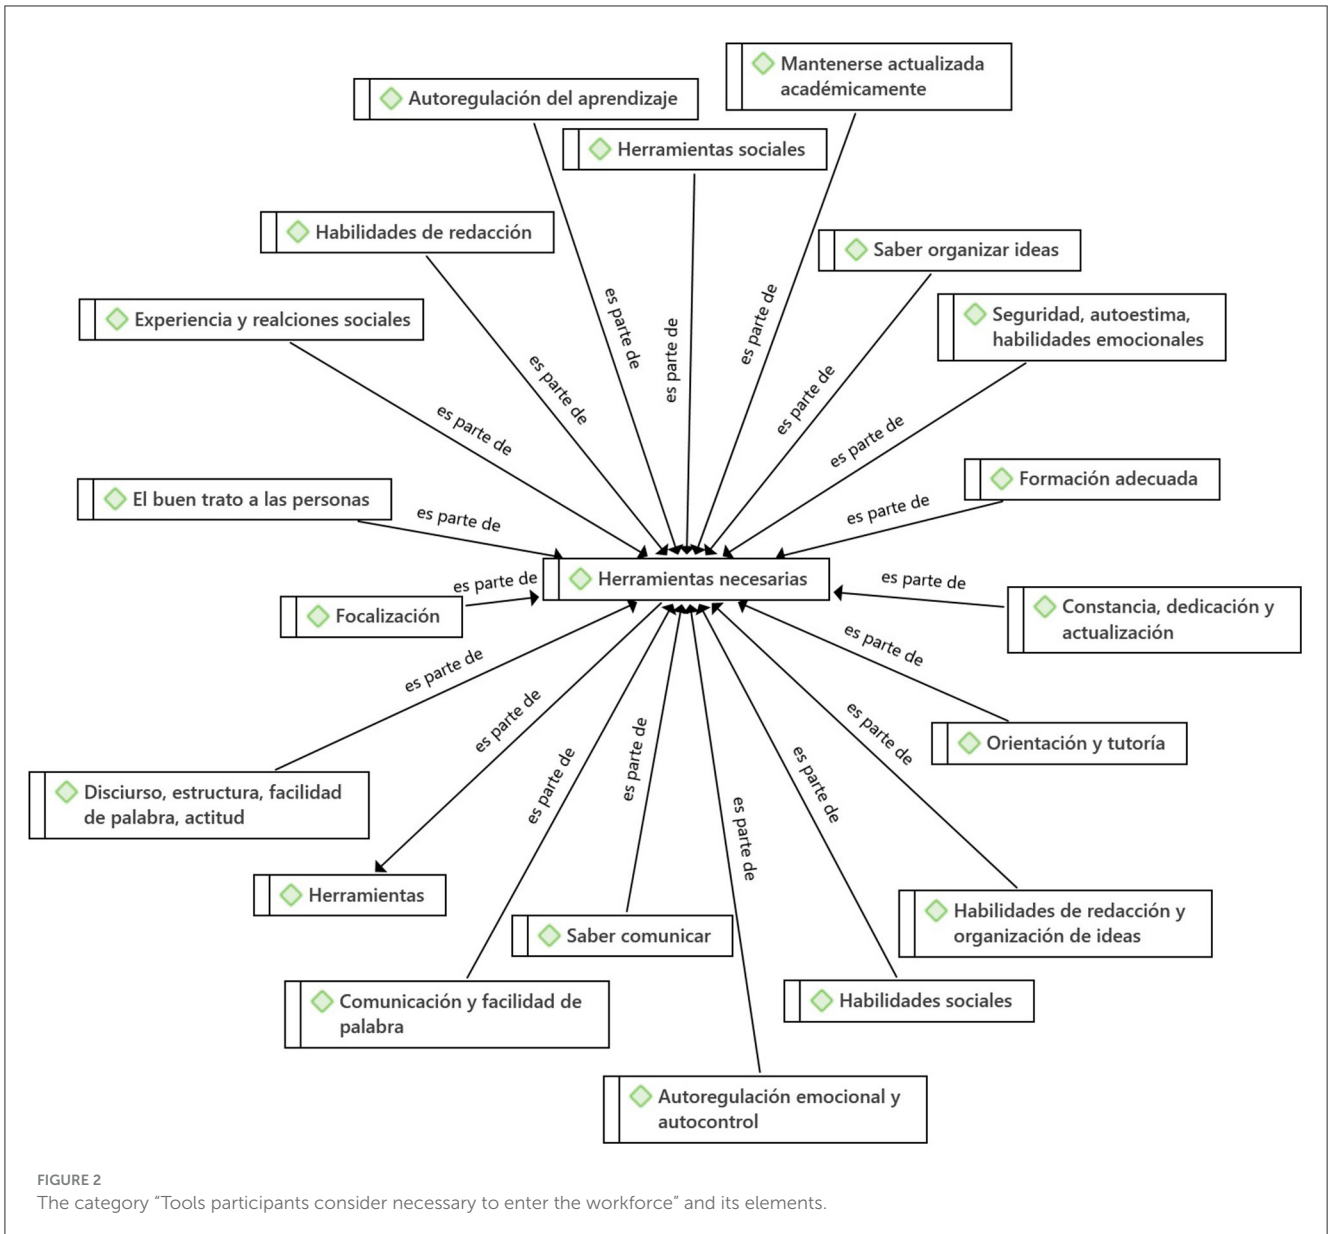 Mantenerse actualizada
académicamente
Autoregulación del aprendizaje
Herramientas sociales
Habilidades de redacción
Saber organizar ideas
Experiencia y realciones sociales
Seguridad, autoestima,
habilidades emocionales
es parte de
es parte de
es parte de
es parte de
es parte de
es parte de
es parte de
El buen trato a las personas
Formación adecuada
es parte de
es parte de
Herramientas necesarias
es parte de
es parte de
Focalización
Constancia, dedicación y
actualización
es parte de
es parte de
es parte de
es parte de
es parte de
es parte de
es parte de
es parte de
Orientación y tutoría
Disciurso, estructura, facilidad
de palabra, actitud
Herramientas
Habilidades de redacción y
organización de ideas
Saber comunicar
Comunicación y facilidad de
palabra
Habilidades sociales
Autoregulación emocional y
autocontrol
FIGURE 2
The category “Tools participants consider necessary to enter the workforce” and its elements.